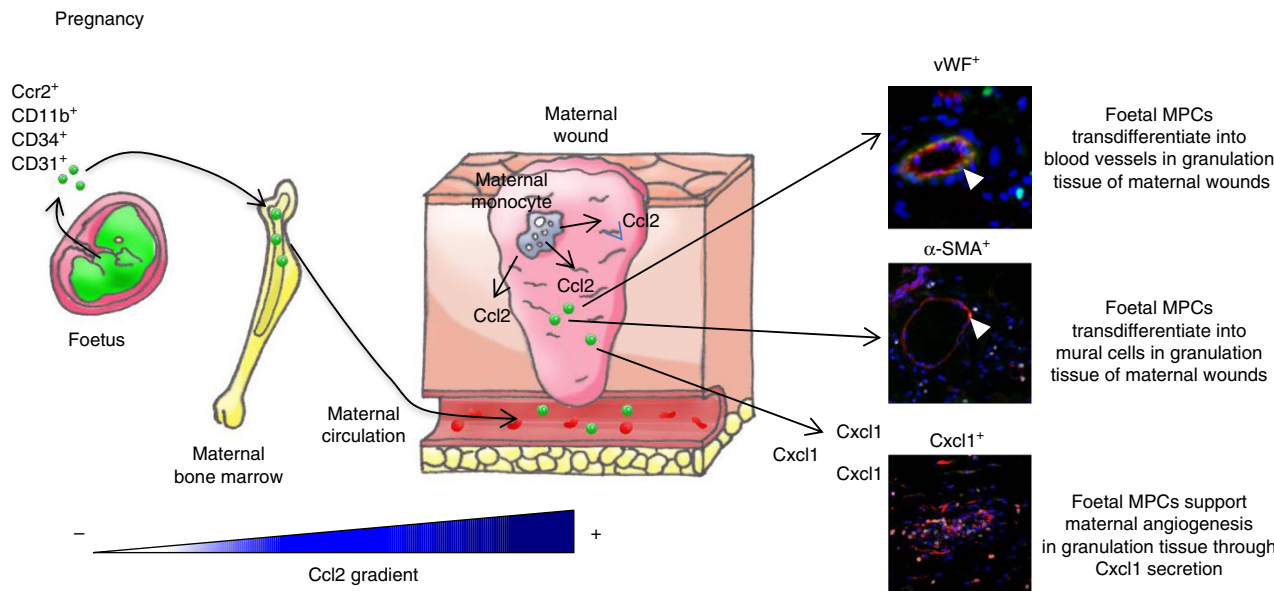 Pregnancy
Ccr2⁺
CD11b⁺
CD34⁺
CD31⁺
Foetus
Maternal
bone marrow
Maternal
circulation
Maternal
wound
Maternal
monocyte
Ccl2
Ccl2
Ccl2
Cxcl1
Cxcl1
Cxcl1
vWF⁺
Foetal MPCs
transdifferentiate into
blood vessels in granulation
tissue of maternal wounds
α-SMA⁺
Foetal MPCs
transdifferentiate into
mural cells in granulation
tissue of maternal wounds
Cxcl1⁺
Foetal MPCs support
maternal angiogenesis
in granulation tissue through
Cxcl1 secretion
–
+
Ccl2 gradient